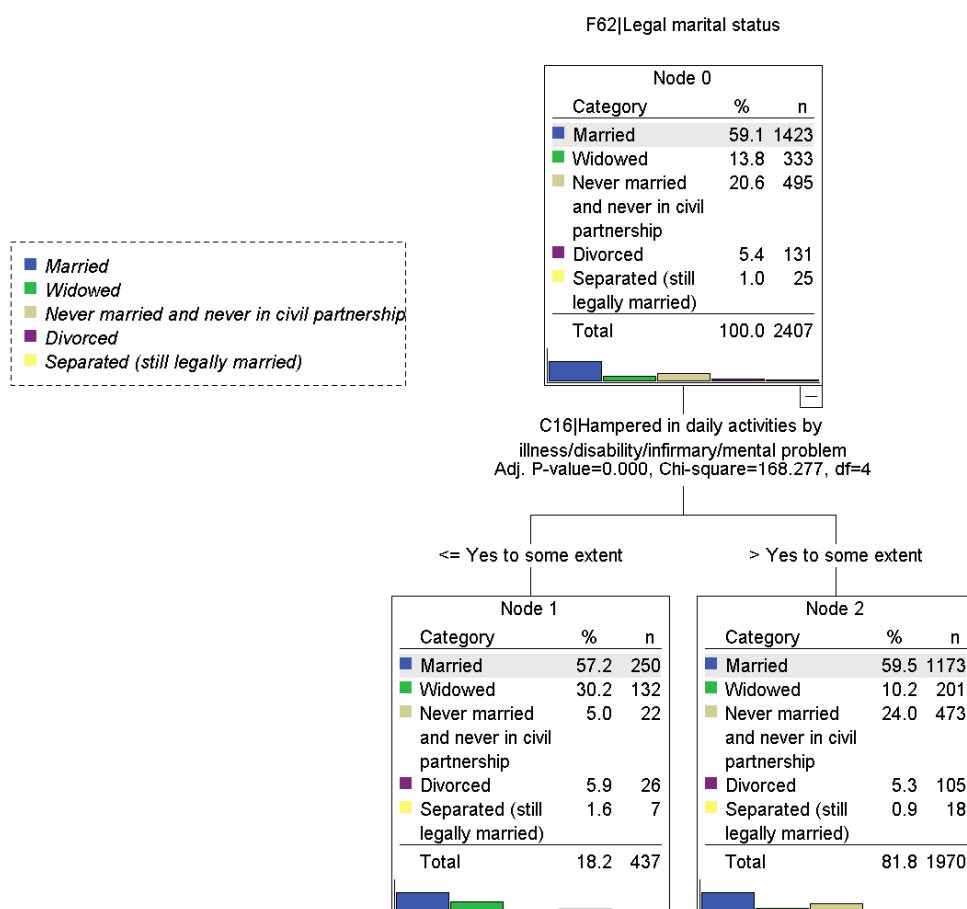 F62|Legal marital status
Node 0
Category % n
Married 59.1 1423
Widowed 13.8 333
Never married 20.6 495
and never in civil
partnership
Divorced 5.4 131
Separated (still 1.0 25
legally married)
Total 100.0 2407
Married
Widowed
Never married and never in civil partnership
Divorced
Separated (still legally married)
C16|Hampered in daily activities by
illness/disability/infirmary/mental problem
Adj. P-value=0.000, Chi-square=168.277, df=4
<= Yes to some extent
> Yes to some extent
Node 1
Category % n
Married 57.2 250
Widowed 30.2 132
Never married 5.0 22
and never in civil
partnership
Divorced 5.9 26
Separated (still 1.6 7
legally married)
Total 18.2 437
Node 2
Category % n
Married 59.5 1173
Widowed 10.2 201
Never married 24.0 473
and never in civil
partnership
Divorced 5.3 105
Separated (still 0.9 18
legally married)
Total 81.8 1970